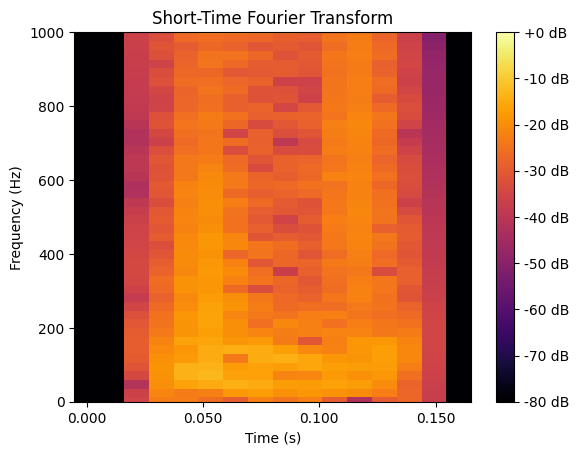 Short-Time Fourier Transform
1000
800
600
400
200
0
Frequency (Hz)
0.000
0.050
0.100
0.150
Time (s)
+0 dB
-10 dB
-20 dB
-30 dB
-40 dB
-50 dB
-60 dB
-70 dB
-80 dB